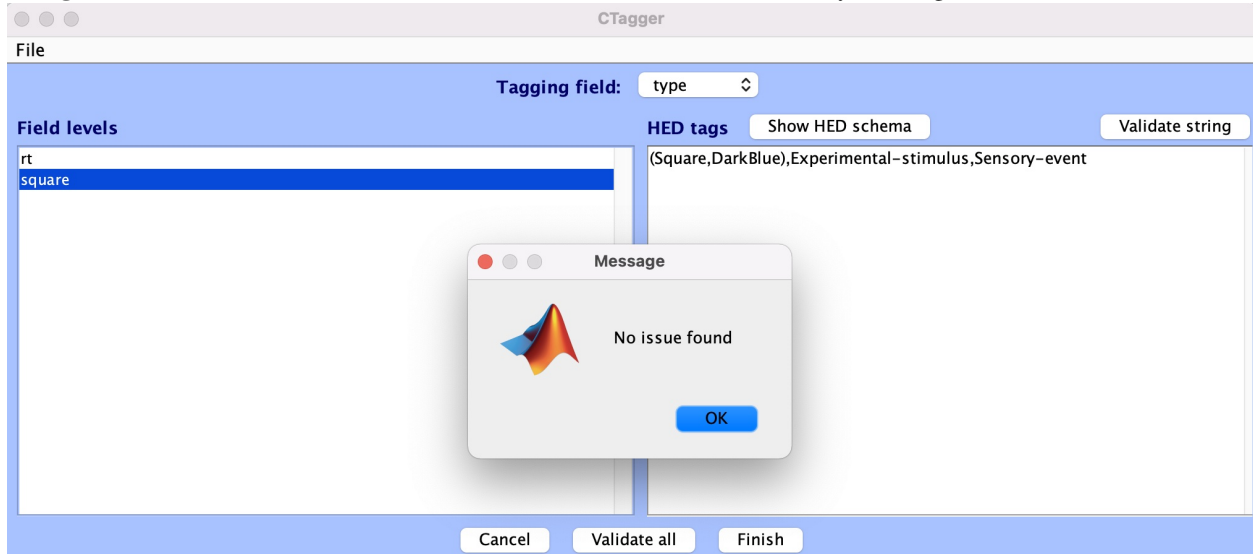 CTagger
File
Tagging field: type
Field levels
HED tags Show HED schema Validate string
rt
square
(Square,DarkBlue),Experimental-stimulus,Sensory-event
Message
No issue found
OK
Cancel Validate all Finish